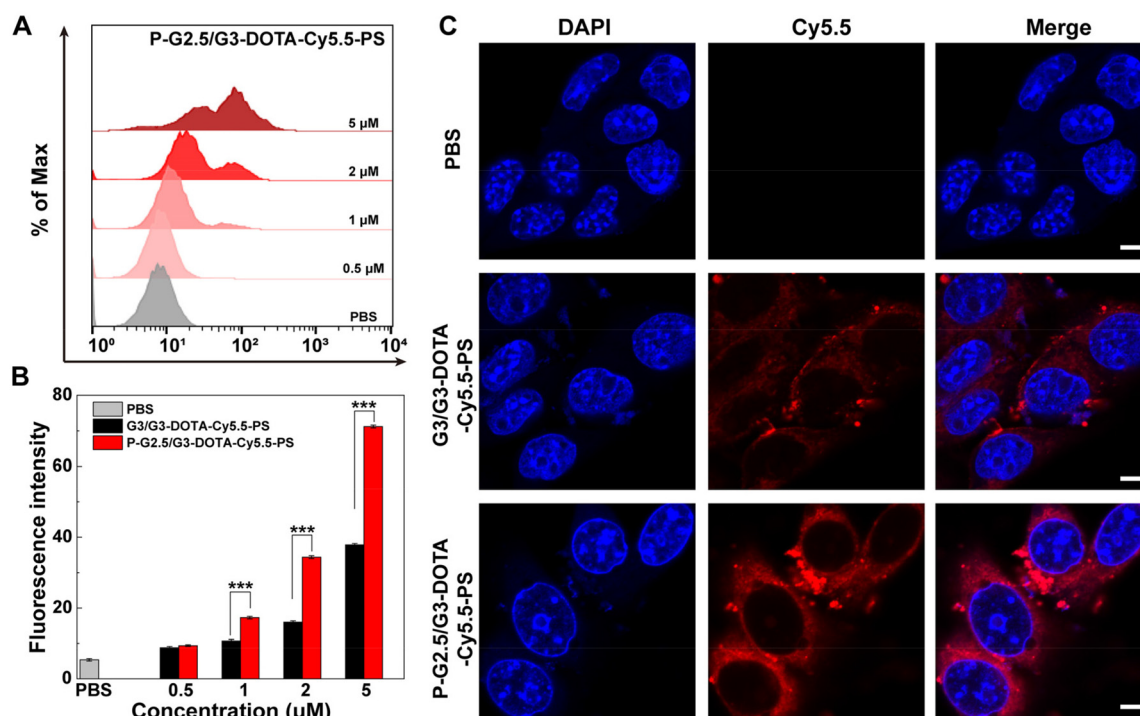 A
P-G2.5/G3-DOTA-Cy5.5-PS
% of Max
5 μM
2 μM
1 μM
0.5 μM
PBS
10⁰ 10¹ 10² 10³ 10⁴
B
Fluorescence intensity
80
60
40
20
0
PBS
G3/G3-DOTA-Cy5.5-PS
P-G2.5/G3-DOTA-Cy5.5-PS
***
***
***
PBS 0.5 1 2 5
Concentration (μM)
C
DAPI Cy5.5 Merge
PBS
G3/G3-DOTA
-Cy5.5-PS
P-G2.5/G3-DOTA
-Cy5.5-PS